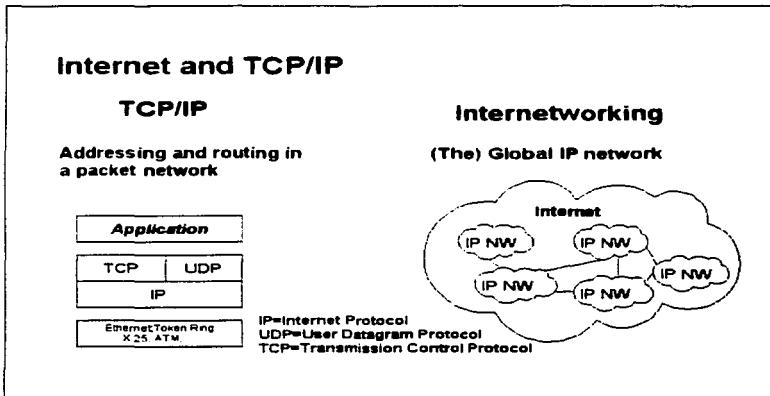 Internet and TCP/IP
TCP/IP
Addressing and routing in
a packet network
Application
TCP UDP
IP
Ethernet,Token Ring
X.25, ATM,
IP=Internet Protocol
UDP=User Datagram Protocol
TCP=Transmission Control Protocol
Internetworking
(The) Global IP network
Internet
IP NW
IP NW
IP NW
IP NW
IP NW